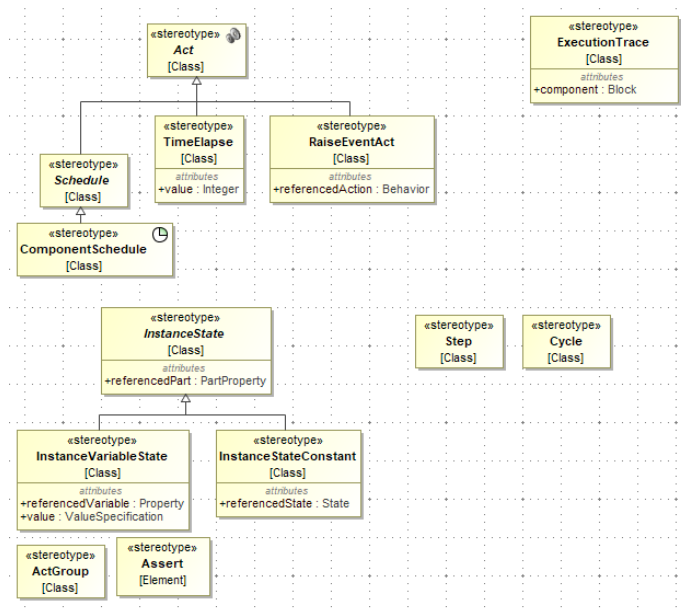 «stereotype»
Act
[Class]
«stereotype»
ExecutionTrace
[Class]
attributes
+component : Block
«stereotype»
TimeElapse
[Class]
attributes
+value : Integer
«stereotype»
RaiseEventAct
[Class]
attributes
+referencedAction : Behavior
«stereotype»
Schedule
[Class]
«stereotype»
ComponentSchedule
[Class]
«stereotype»
InstanceState
[Class]
attributes
+referencedPart : PartProperty
«stereotype»
Step
[Class]
«stereotype»
Cycle
[Class]
«stereotype»
InstanceVariableState
[Class]
attributes
+referencedVariable : Property
+value : ValueSpecification
«stereotype»
InstanceStateConstant
[Class]
attributes
+referencedState : State
«stereotype»
ActGroup
[Class]
«stereotype»
Assert
[Element]